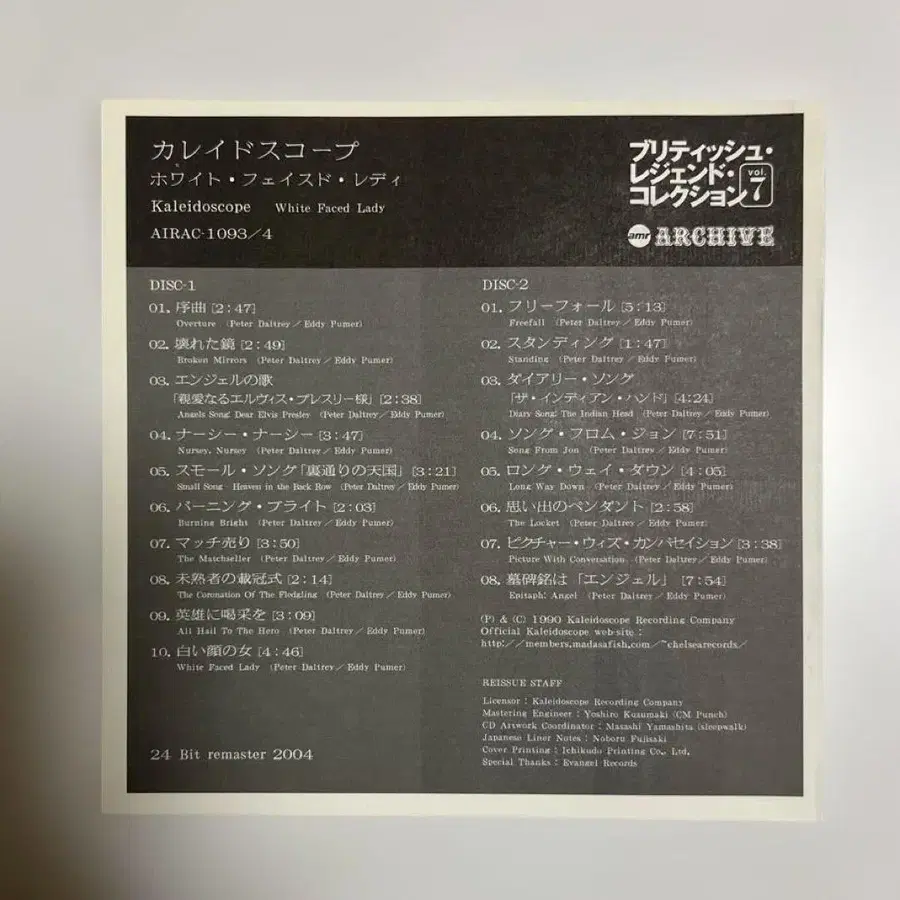 カレイドスコープ
ホワイト・フェイスド・レディ
Kaleidoscope White Faced Lady
AIRAC-1093/4
ブリティッシュ・
レジェンド・
コレクション
vol.
7
amr ARCHIVE
DISC-1
01. 序曲 [2:47]
Overture (Peter Daltrey/Eddy Pumer)
02. 壊れた鏡 [2:49]
Broken Mirrors (Peter Daltrey/Eddy Pumer)
03. エンジェルの歌
「親愛なるエルヴィス・プレスリー様」[2:38]
Angels Song: Dear Elvis Presley (Peter Daltrey/Eddy Pumer)
04. ナーシー・ナーシー [3:47]
Nursey, Nursey (Peter Daltrey/Eddy Pumer)
05. スモール・ソング「裏通りの天国」[3:21]
Small Song Heaven in the Back Row (Peter Daltrey/Eddy Pumer)
06. バーニング・ブライト [2:03]
Burning Bright (Peter Daltrey/Eddy Pumer)
07. マッチ売り [3:50]
The Matchseller (Peter Daltrey/Eddy Pumer)
08. 未熟者の戴冠式 [2:14]
The Coronation Of The Fledgling (Peter Daltrey/Eddy Pumer)
09. 英雄に喝采を [3:09]
All Hail To The Hero (Peter Daltrey/Eddy Pumer)
10. 白い顔の女 [4:46]
White Faced Lady (Peter Daltrey/Eddy Pumer)
24 Bit remaster 2004
DISC-2
01. フリーフォール [5:13]
Freefall (Peter Daltrey/Eddy Pumer)
02. スタンディング [1:47]
Standing (Peter Daltrey/Eddy Pumer)
03. ダイアリー・ソング
「ザ・インディアン・ハンド」[4:24]
Diary Song: The Indian Head (Peter Daltrey/Eddy Pumer)
04. ソング・フロム・ジョン [7:51]
Song From Jon (Peter Daltrey/Eddy Pumer)
05. ロング・ウェイ・ダウン [4:05]
Long Way Down (Peter Daltrey/Eddy Pumer)
06. 思い出のペンダント [2:58]
The Locket (Peter Daltrey/Eddy Pumer)
07. ピクチャー・ウィズ・カンバセイション [3:38]
Picture With Conversation (Peter Daltrey/Eddy Pumer)
08. 墓碑銘は「エンジェル」 [7:54]
Epitaph: Angel (Peter Daltrey/Eddy Pumer)
(P) & (C) 1990 Kaleidoscope Recording Company
Official Kaleidoscope web-site :
http://members.madasafish.com/~chelsearecords/
REISSUE STAFF
Licensor : Kaleidoscope Recording Company
Mastering Engineer : Yoshiro Kuzumaki (CM Punch)
CD Artwork Coordinator : Masashi Yamashita (sleepwalk)
Japanese Liner Notes : Noboru Fujisaki
Cover Printing : Ichikudo Printing Co., Ltd.
Special Thanks : Evangel Records